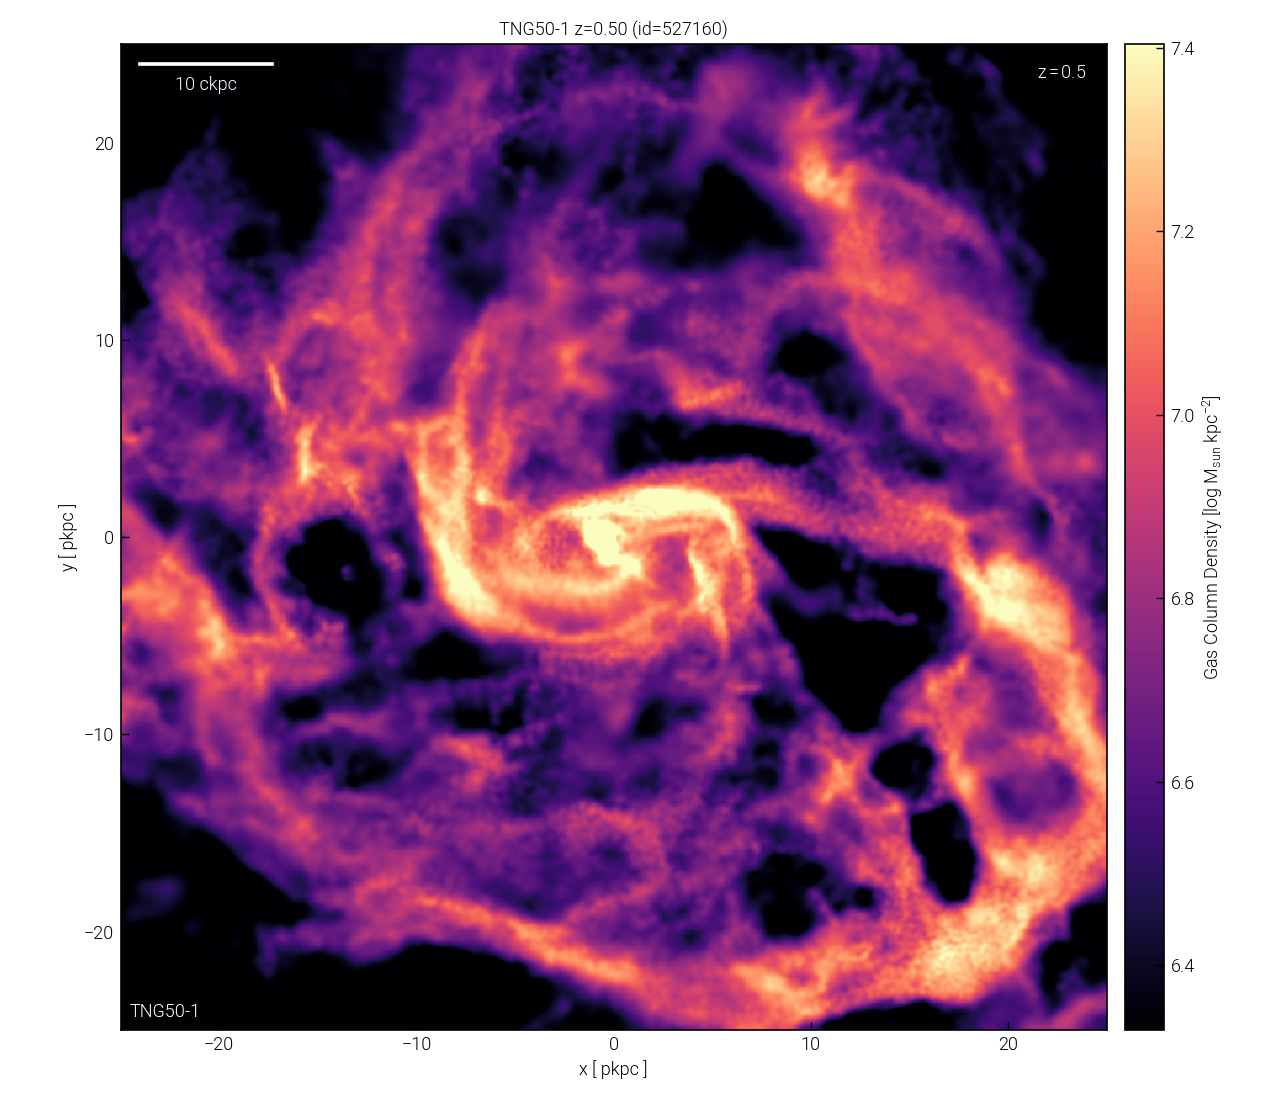 TNG50-1 z=0.50 (id=527160)
10 ckpc
z = 0.5
20
10
0
−10
−20
y [ pkpc ]
TNG50-1
−20
−10
0
10
20
x [ pkpc ]
7.4
7.2
7.0
6.8
6.6
6.4
Gas Column Density [log M_sun kpc^−2]